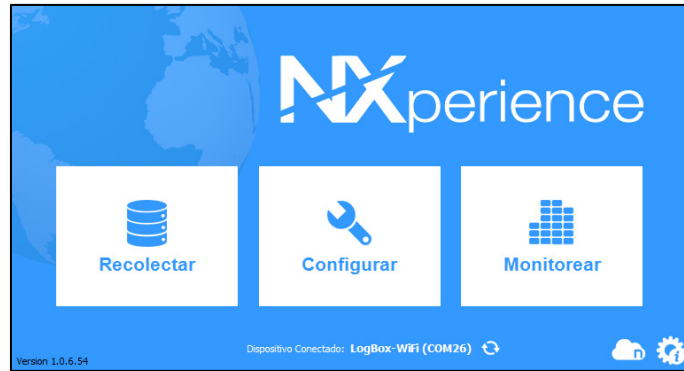 NXperience
Recolectar
Configurar
Monitorear
Dispositivo Conectado: LogBox-WiFi (COM26)
n
i
Version 1.0.6.54